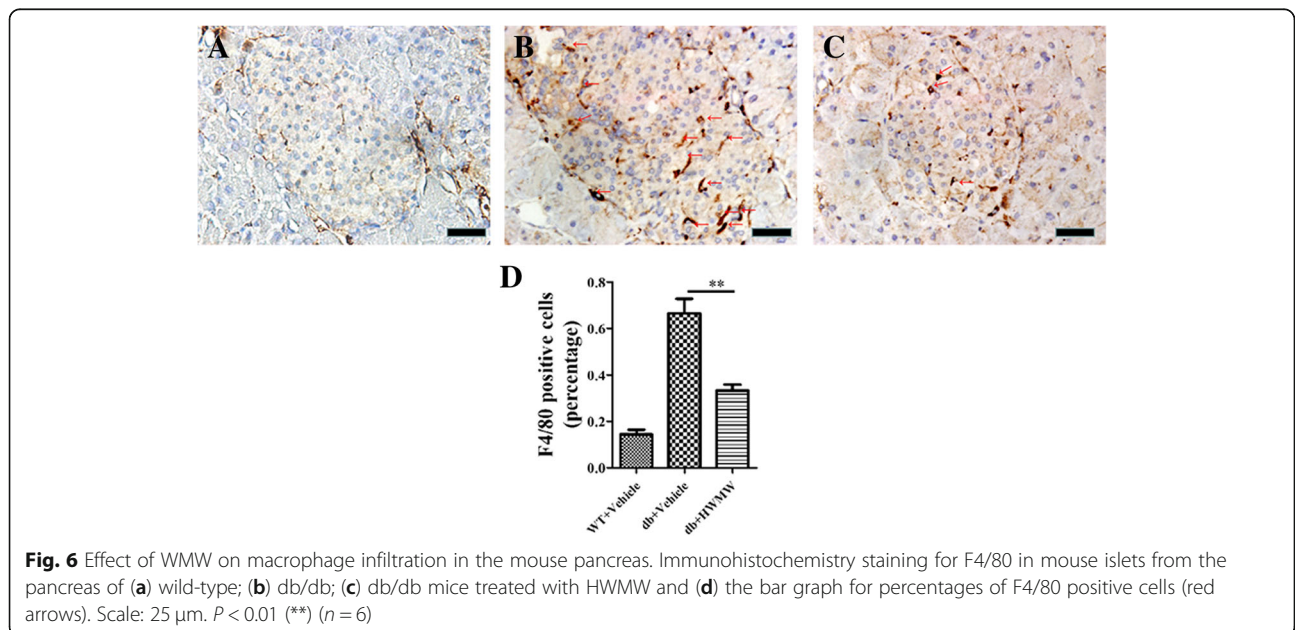 A
B
C
D
**
0.8
0.6
0.4
0.2
0.0
F4/80 positive cells
(percentage)
WT+Vehicle
db+Vehicle
db+HWMW
Fig. 6 Effect of WMW on macrophage infiltration in the mouse pancreas. Immunohistochemistry staining for F4/80 in mouse islets from the
pancreas of (a) wild-type; (b) db/db; (c) db/db mice treated with HWMW and (d) the bar graph for percentages of F4/80 positive cells (red
arrows). Scale: 25 μm. P < 0.01 (**) (n = 6)